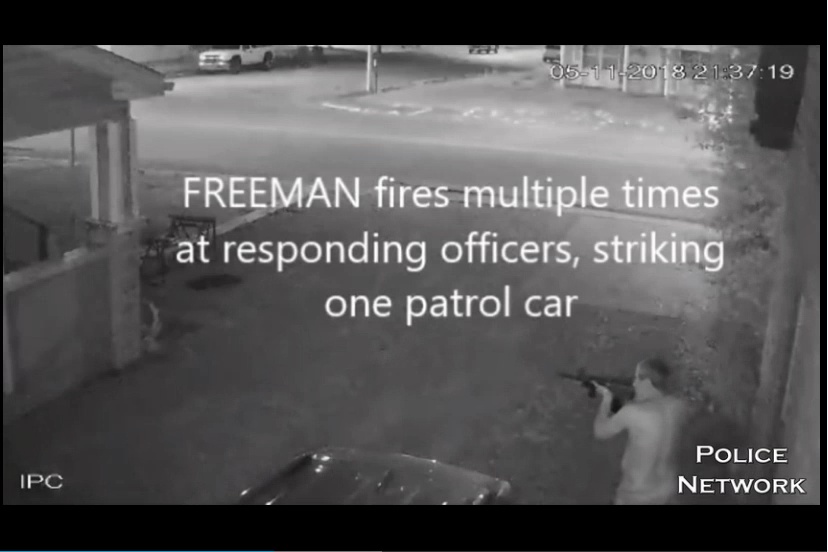 05-11-2018 21:37:19
FREEMAN fires multiple times
at responding officers, striking
one patrol car
IPC
POLICE
NETWORK